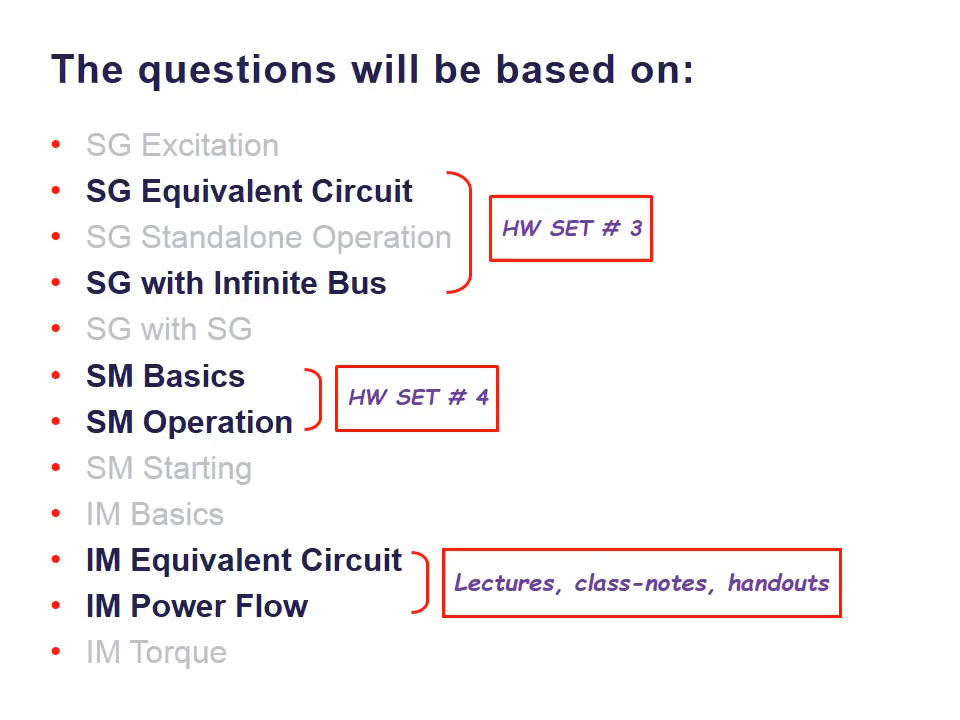 The questions will be based on:
• SG Excitation
• SG Equivalent Circuit
HW SET # 3
• SG Standalone Operation
• SG with Infinite Bus
• SG with SG
• SM Basics
HW SET # 4
• SM Operation
• SM Starting
• IM Basics
• IM Equivalent Circuit
Lectures, class-notes, handouts
• IM Power Flow
• IM Torque